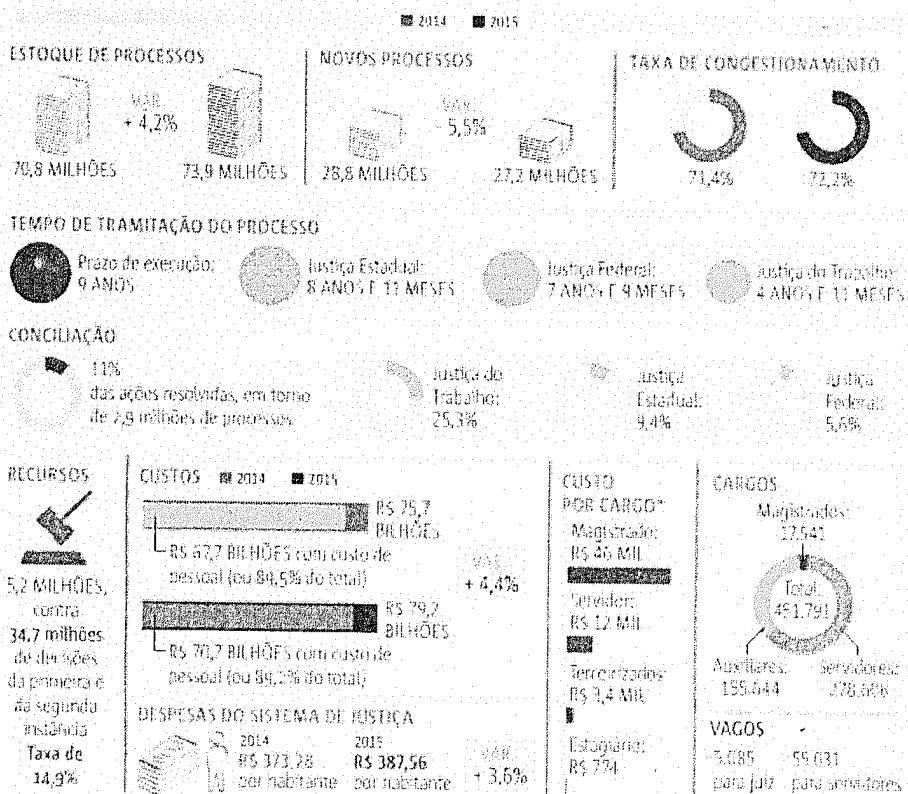 2014 2015
ESTOQUE DE PROCESSOS
VAR.
+ 4,2%
70,8 MILHÕES 73,9 MILHÕES
NOVOS PROCESSOS
VAR.
- 5,5%
28,8 MILHÕES 27,2 MILHÕES
TAXA DE CONGESTIONAMENTO
71,4% 72,2%
TEMPO DE TRAMITAÇÃO DO PROCESSO
Prazo de execução:
9 ANOS
Justiça Estadual:
8 ANOS E 11 MESES
Justiça Federal:
7 ANOS E 9 MESES
Justiça do Trabalho:
4 ANOS E 11 MESES
CONCILIAÇÃO
11%
das ações resolvidas, em torno
de 2,9 milhões de processos
Justiça do
Trabalho:
25,3%
Justiça
Estadual:
9,4%
Justiça
Federal:
5,6%
RECURSOS
5,2 MILHÕES,
contra
34,7 milhões
de decisões
da primeira e
da segunda
instância
Taxa de
14,9%
CUSTOS 2014 2015
R$ 75,7
BILHÕES
R$ 67,7 BILHÕES com custo de
pessoal (ou 89,5% do total)
VAR.
+ 4,4%
R$ 79,2
BILHÕES
R$ 70,7 BILHÕES com custo de
pessoal (ou 89,2% do total)
DESPESAS DO SISTEMA DE JUSTIÇA
2014
R$ 373,28
por habitante
2015
R$ 387,56
por habitante
VAR.
+ 3,6%
CUSTO
POR CARGO*
Magistrado:
R$ 46 MIL
Servidor:
R$ 12 MIL
Terceirizados:
R$ 3,4 MIL
Estagiário:
R$ 774
CARGOS
Magistrados:
17.541
Total:
451.791
Auxiliares:
155.644
Servidores:
278.606
VAGOS
5.085
para juiz
55.031
para servidores